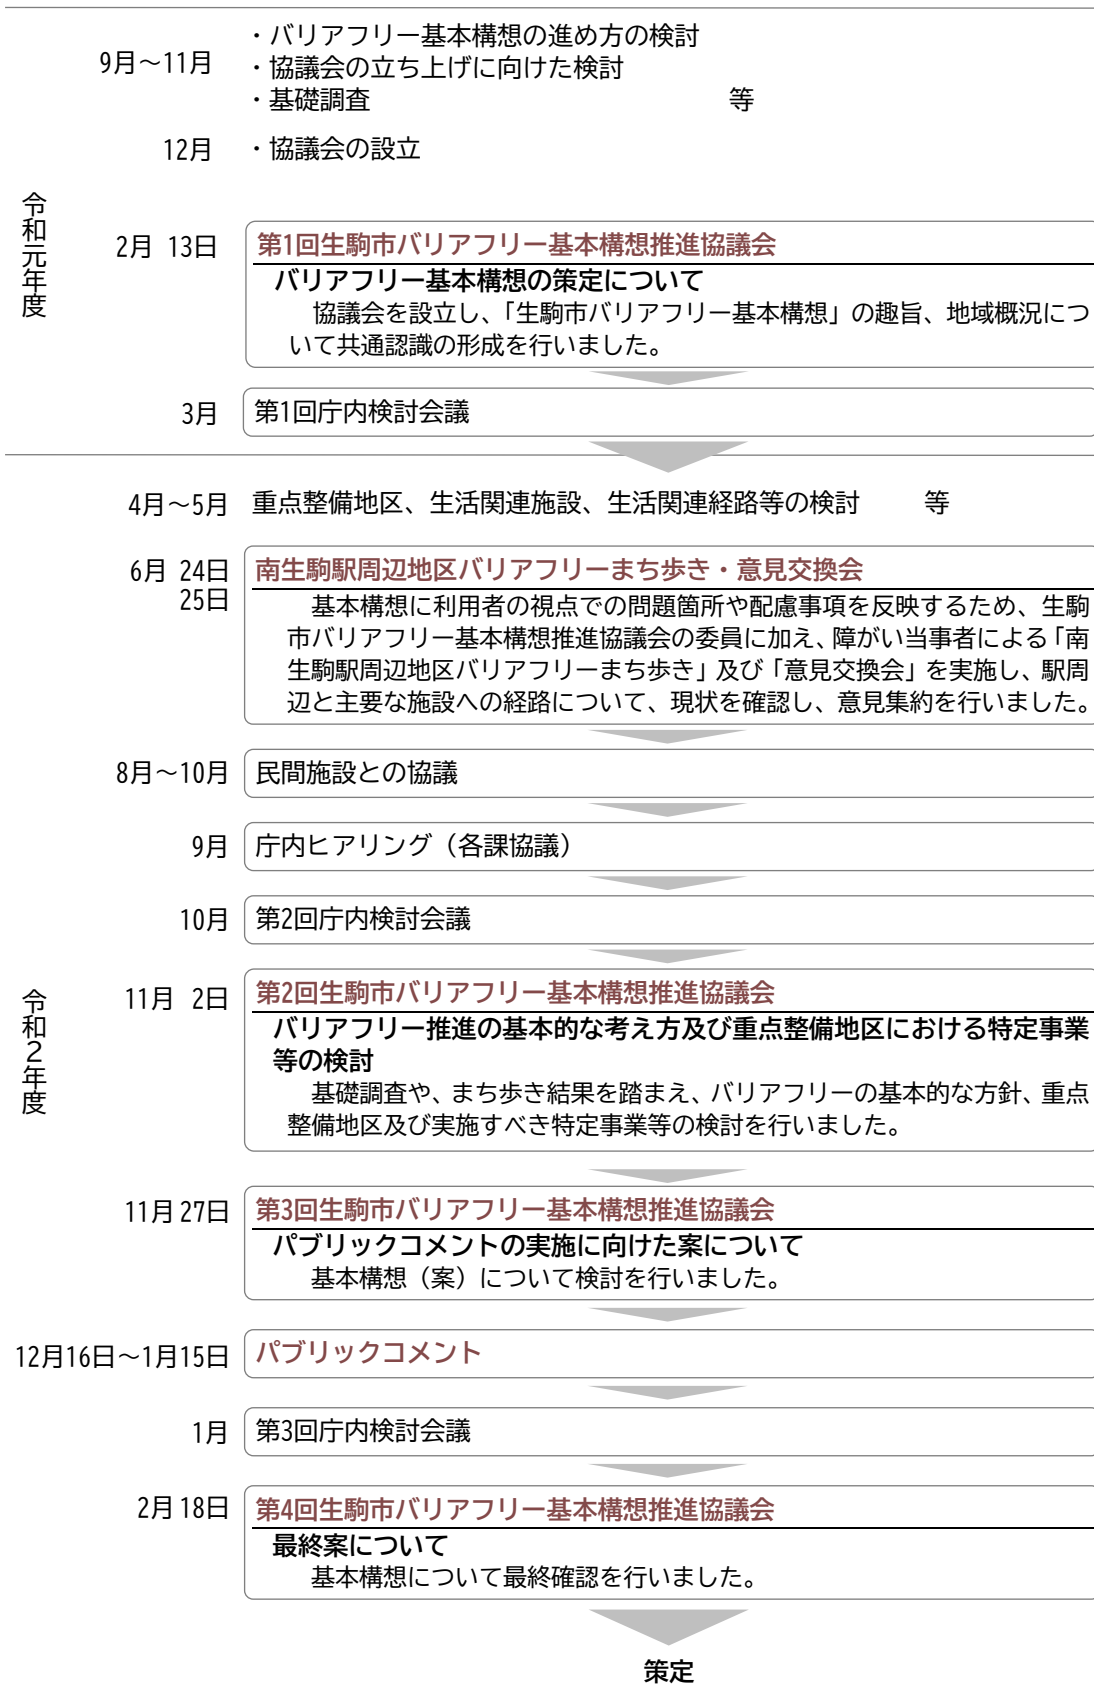 令和元年度
9月～11月
・バリアフリー基本構想の進め方の検討
・協議会の立ち上げに向けた検討
・基礎調査 等
12月
・協議会の設立
2月 13日
第1回生駒市バリアフリー基本構想推進協議会
バリアフリー基本構想の策定について
協議会を設立し、「生駒市バリアフリー基本構想」の趣旨、地域概況につ
いて共通認識の形成を行いました。
3月
第1回庁内検討会議
令和２年度
4月～5月
重点整備地区、生活関連施設、生活関連経路等の検討 等
6月 24日
25日
南生駒駅周辺地区バリアフリーまち歩き・意見交換会
基本構想に利用者の視点での問題箇所や配慮事項を反映するため、生駒
市バリアフリー基本構想推進協議会の委員に加え、障がい当事者による「南
生駒駅周辺地区バリアフリーまち歩き」及び「意見交換会」を実施し、駅周
辺と主要な施設への経路について、現状を確認し、意見集約を行いました。
8月～10月
民間施設との協議
9月
庁内ヒアリング（各課協議）
10月
第2回庁内検討会議
11月 2日
第2回生駒市バリアフリー基本構想推進協議会
バリアフリー推進の基本的な考え方及び重点整備地区における特定事業
等の検討
基礎調査や、まち歩き結果を踏まえ、バリアフリーの基本的な方針、重点
整備地区及び実施すべき特定事業等の検討を行いました。
11月27日
第3回生駒市バリアフリー基本構想推進協議会
パブリックコメントの実施に向けた案について
基本構想（案）について検討を行いました。
12月16日～1月15日
パブリックコメント
1月
第3回庁内検討会議
2月18日
第4回生駒市バリアフリー基本構想推進協議会
最終案について
基本構想について最終確認を行いました。
策定